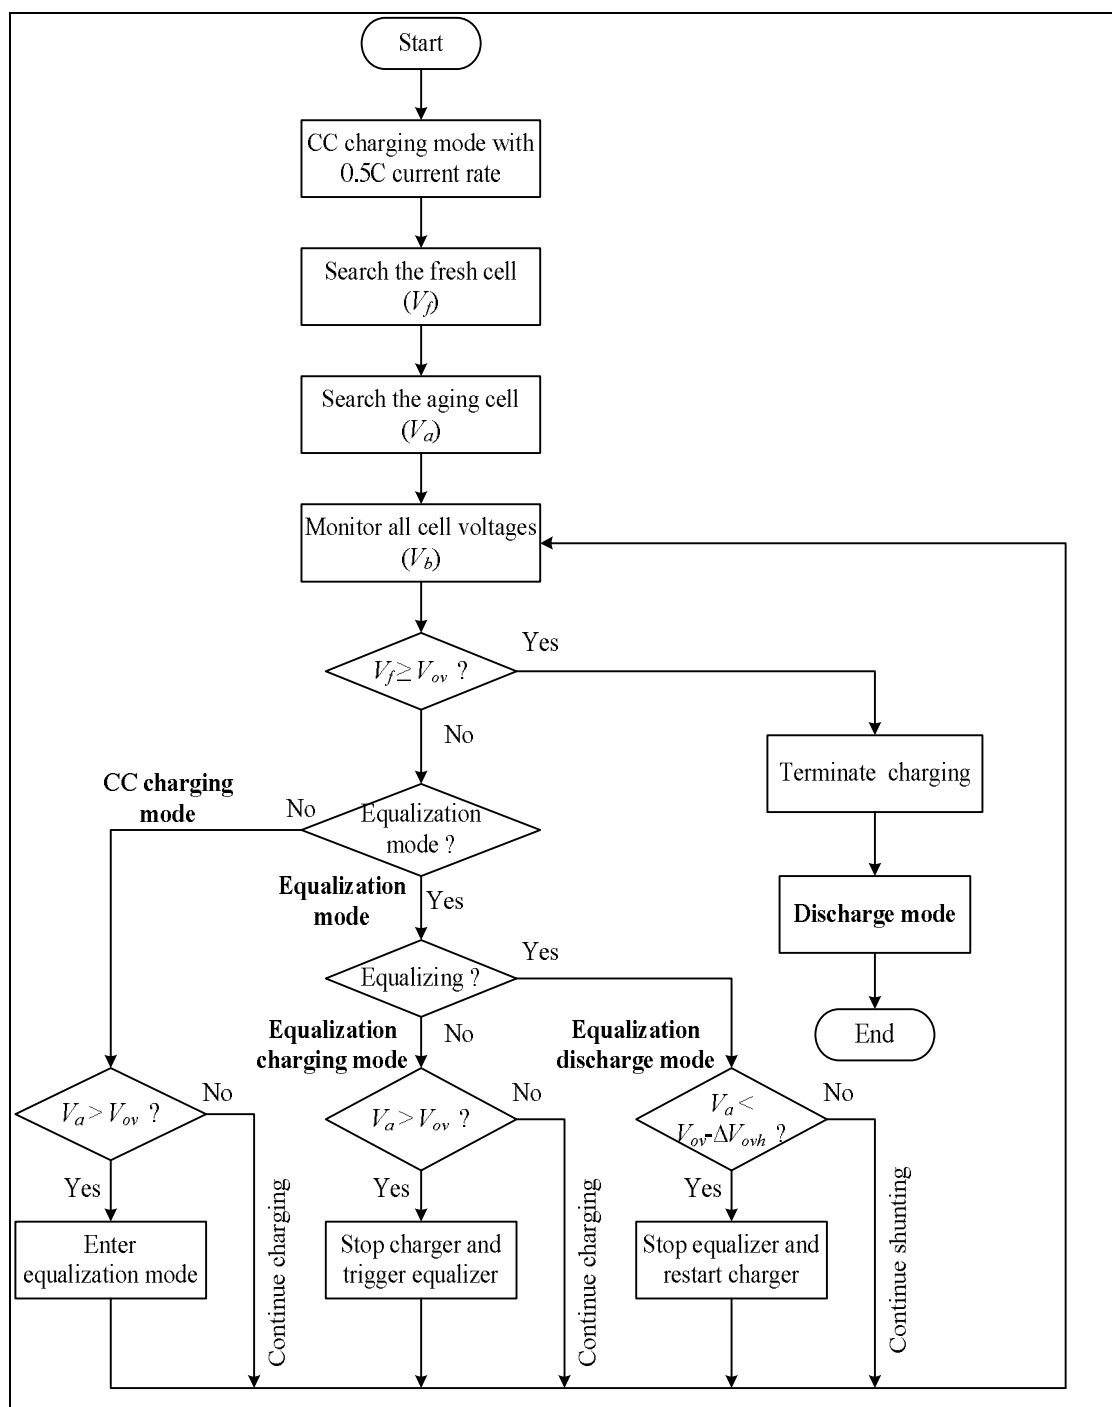 Start
CC charging mode with
0.5C current rate
Search the fresh cell
(Vf)
Search the aging cell
(Va)
Monitor all cell voltages
(Vb)
Vf ≥ Vov ?
Yes
No
Terminate charging
CC charging
mode
No
Equalization
mode ?
Equalization
mode
Yes
Discharge mode
Equalizing ?
Yes
End
Equalization
charging mode
No
Equalization
discharge mode
Va > Vov ?
No
Va > Vov ?
No
Va <
Vov-ΔVovh ?
No
Yes
Yes
Yes
Enter
equalization mode
Continue charging
Stop charger and
trigger equalizer
Continue charging
Stop equalizer and
restart charger
Continue shunting